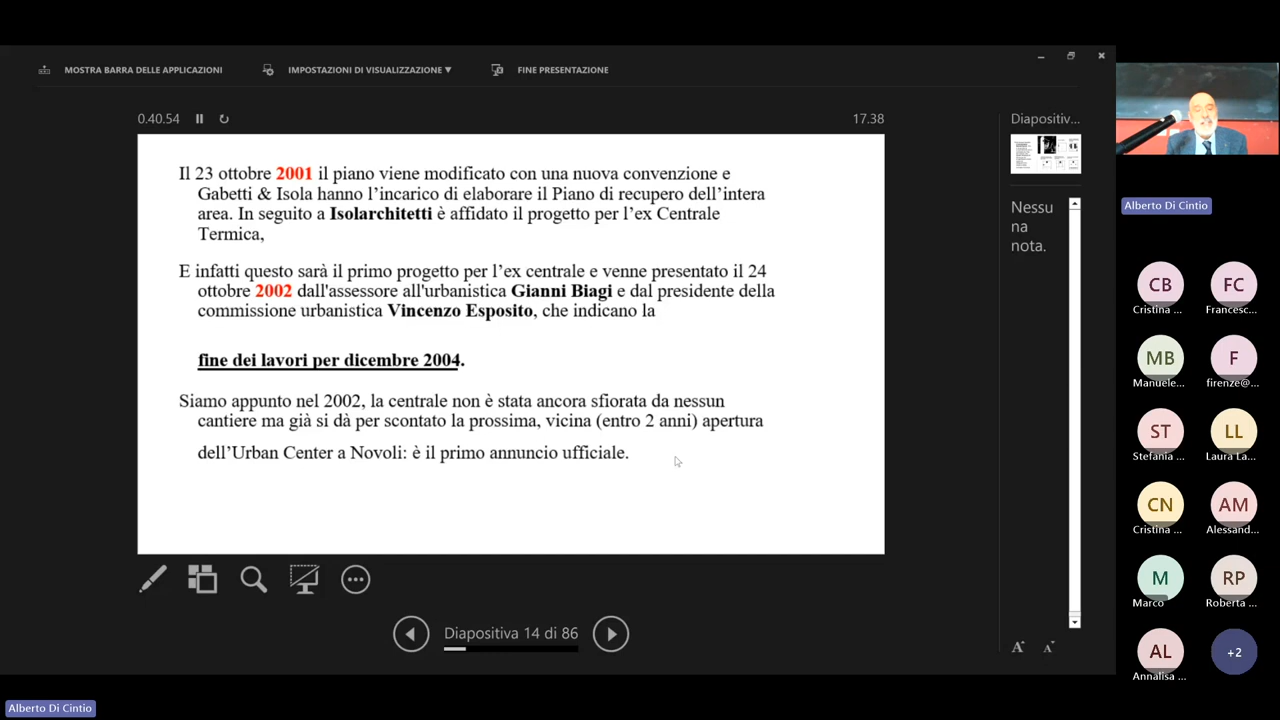 MOSTRA BARRA DELLE APPLICAZIONI
IMPOSTAZIONI DI VISUALIZZAZIONE ▼
FINE PRESENTAZIONE
0.40.54
17.38
Il 23 ottobre 2001 il piano viene modificato con una nuova convenzione e
Gabetti & Isola hanno l’incarico di elaborare il Piano di recupero dell’intera
area. In seguito a Isolarchitetti è affidato il progetto per l’ex Centrale
Termica,
E infatti questo sarà il primo progetto per l’ex centrale e venne presentato il 24
ottobre 2002 dall'assessore all'urbanistica Gianni Biagi e dal presidente della
commissione urbanistica Vincenzo Esposito, che indicano la
fine dei lavori per dicembre 2004.
Siamo appunto nel 2002, la centrale non è stata ancora sfiorata da nessun
cantiere ma già si dà per scontato la prossima, vicina (entro 2 anni) apertura
dell’Urban Center a Novoli: è il primo annuncio ufficiale.
Diapositiva 14 di 86
Diapositiv...
Nessu
na
nota.
A A
Alberto Di Cintio
CB
Cristina ...
FC
Francesc...
MB
Manuele...
F
firenze@...
ST
Stefania ...
LL
Laura La...
CN
Cristina ...
AM
Alessand...
M
Marco
RP
Roberta ...
AL
Annalisa ...
+2
Alberto Di Cintio